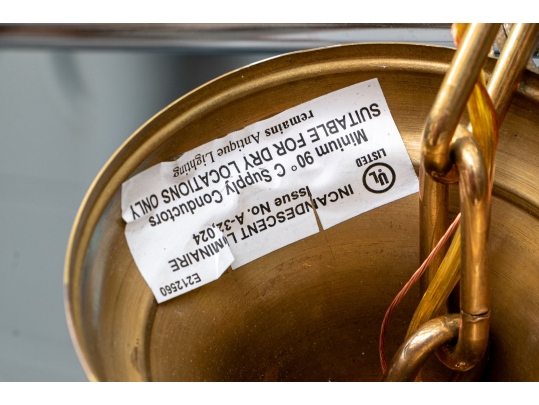 UL LISTED
E212560
INCANDESCENT LUMINAIRE
Issue No. A-32,024
Minium 90° C Supply Conductors
SUITABLE FOR DRY LOCATIONS ONLY
remains Antique Lighting